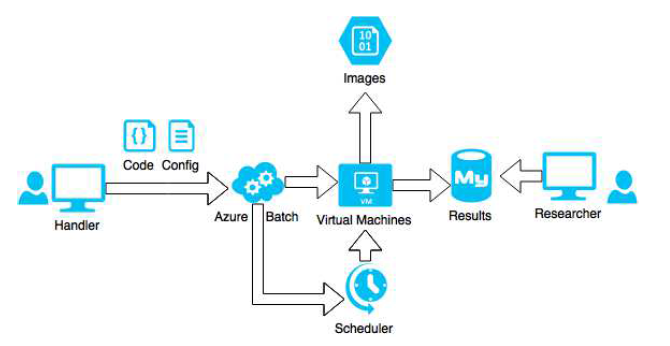 10
01
Images
{}
Code Config
Handler
Azure Batch
VM
Virtual Machines
My
Results
Researcher
Scheduler